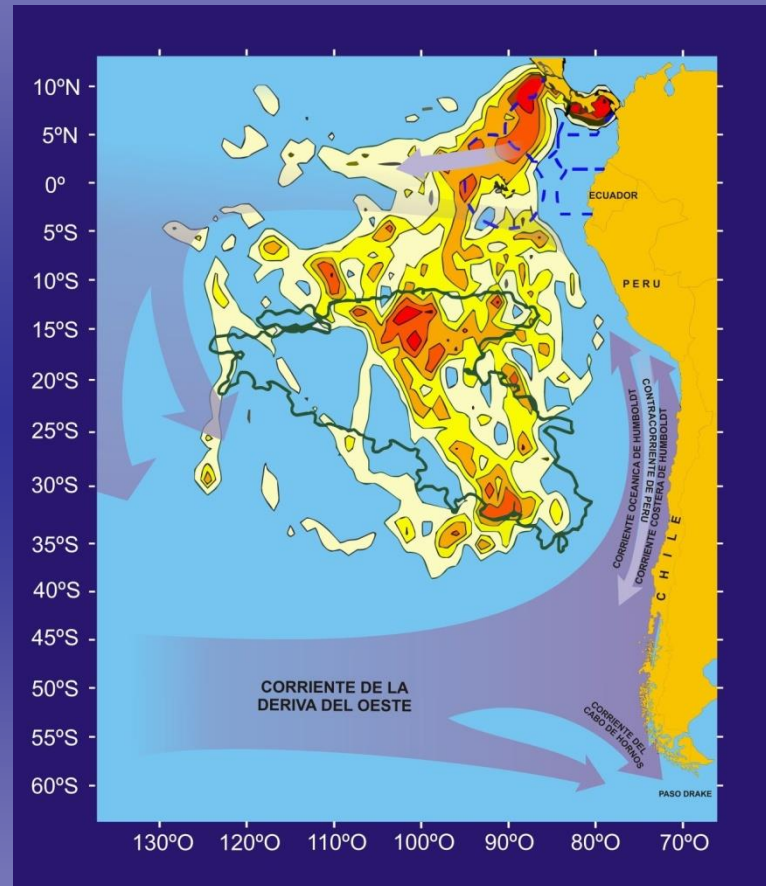 10ºN
5ºN
0º
5ºS
10ºS
15ºS
20ºS
25ºS
30ºS
35ºS
40ºS
45ºS
50ºS
55ºS
60ºS
ECUADOR
PERU
CORRIENTE OCEANICA DE HUMBOLDT
CONTRACORRIENTE DE PERU
CORRIENTE COSTERA DE HUMBOLDT
CHILE
CORRIENTE DE LA
DERIVA DEL OESTE
CORRIENTE DEL
CABO DE HORNOS
PASO DRAKE
130ºO 120ºO 110ºO 100ºO 90ºO 80ºO 70ºO